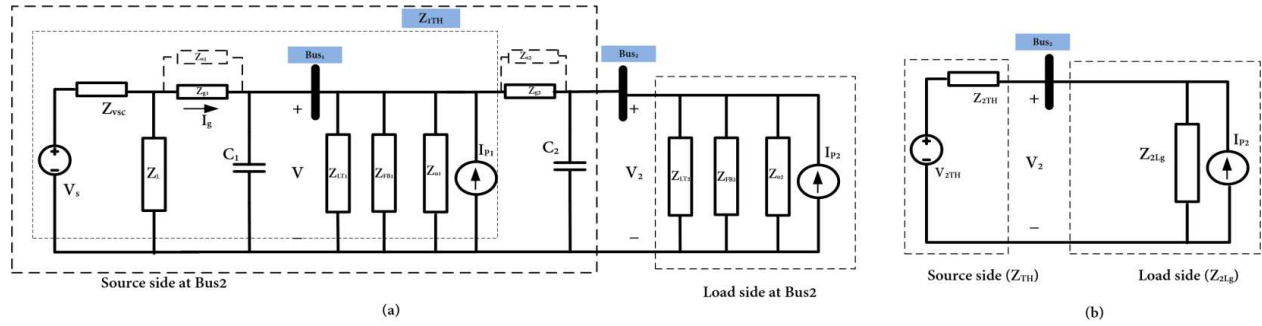 Z1TH
Zo1
Bus1
Zo2
Bus2
Zvsc
Zg1
Ig
Zg2
Vs
ZL
C1
+
V
−
ZLT1
ZFB1
Zo1
IP1
C2
+
V2
−
ZLT2
ZFB2
Zo2
IP2
Source side at Bus2
Load side at Bus2
(a)
Bus2
Z2TH
V2TH
+
V2
−
Z2Lg
IP2
Source side (ZTH)
Load side (Z2Lg)
(b)